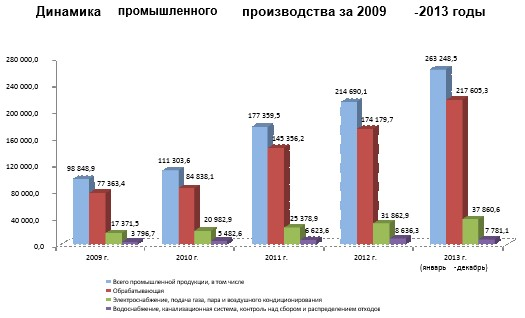 Динамика промышленного производства за 2009 -2013 годы
280 000,0
240 000,0
200 000,0
160 000,0
120 000,0
80 000,0
40 000,0
0,0
98 848,9
77 363,4
17 371,5
3 796,7
111 303,6
84 838,1
20 982,9
5 482,6
177 359,5
145 356,2
25 378,9
6 623,6
214 690,1
174 179,7
31 862,9
8 636,3
263 248,5
217 605,3
37 860,6
7 781,1
2009 г.
2010 г.
2011 г.
2012 г.
2013 г.
(январь -декабрь)
Всего промышленной продукции, в том числе
Обрабатывающая
Электроснабжение, подача газа, пара и воздушного кондиционирования
Водоснабжение, канализационная система, контроль над сбором и распределением отходов